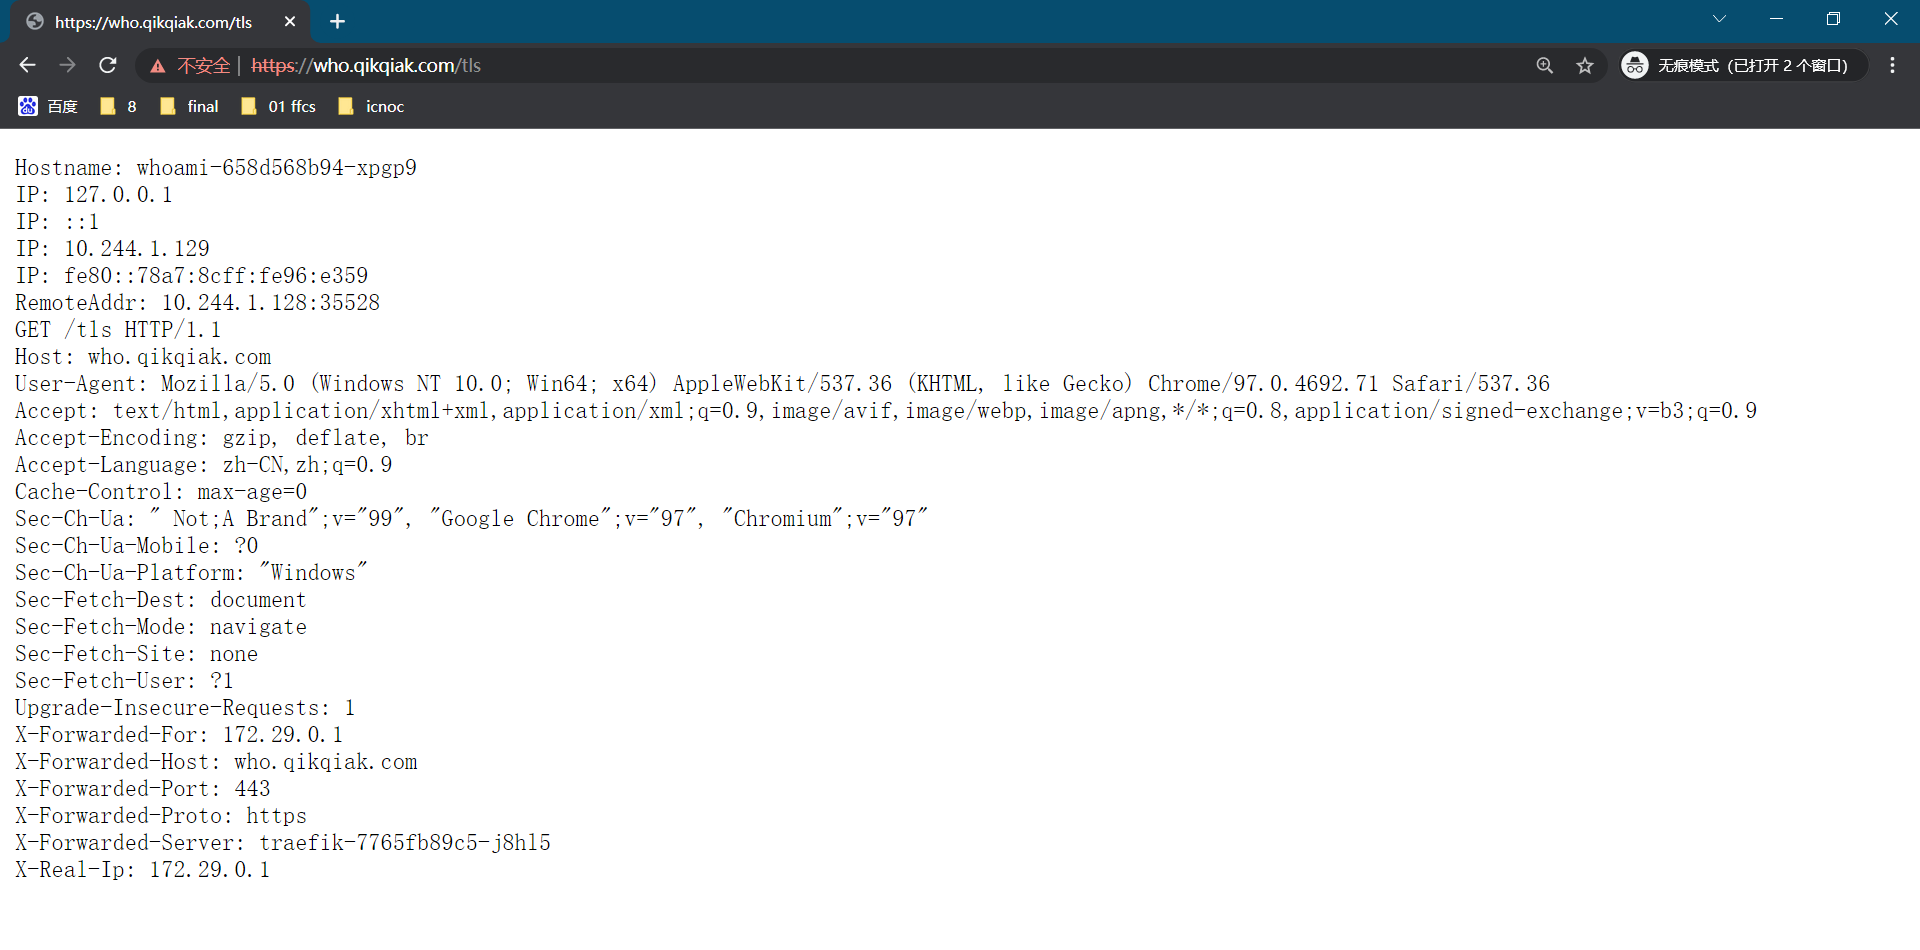 https://who.qikqiak.com/tls
不安全 | https://who.qikqiak.com/tls
无痕模式（已打开 2 个窗口）
百度 8 final 01 ffcs icnoc
Hostname: whoami-658d568b94-xpgp9
IP: 127.0.0.1
IP: ::1
IP: 10.244.1.129
IP: fe80::78a7:8cff:fe96:e359
RemoteAddr: 10.244.1.128:35528
GET /tls HTTP/1.1
Host: who.qikqiak.com
User-Agent: Mozilla/5.0 (Windows NT 10.0; Win64; x64) AppleWebKit/537.36 (KHTML, like Gecko) Chrome/97.0.4692.71 Safari/537.36
Accept: text/html,application/xhtml+xml,application/xml;q=0.9,image/avif,image/webp,image/apng,*/*;q=0.8,application/signed-exchange;v=b3;q=0.9
Accept-Encoding: gzip, deflate, br
Accept-Language: zh-CN,zh;q=0.9
Cache-Control: max-age=0
Sec-Ch-Ua: " Not;A Brand";v="99", "Google Chrome";v="97", "Chromium";v="97"
Sec-Ch-Ua-Mobile: ?0
Sec-Ch-Ua-Platform: "Windows"
Sec-Fetch-Dest: document
Sec-Fetch-Mode: navigate
Sec-Fetch-Site: none
Sec-Fetch-User: ?1
Upgrade-Insecure-Requests: 1
X-Forwarded-For: 172.29.0.1
X-Forwarded-Host: who.qikqiak.com
X-Forwarded-Port: 443
X-Forwarded-Proto: https
X-Forwarded-Server: traefik-7765fb89c5-j8hl5
X-Real-Ip: 172.29.0.1